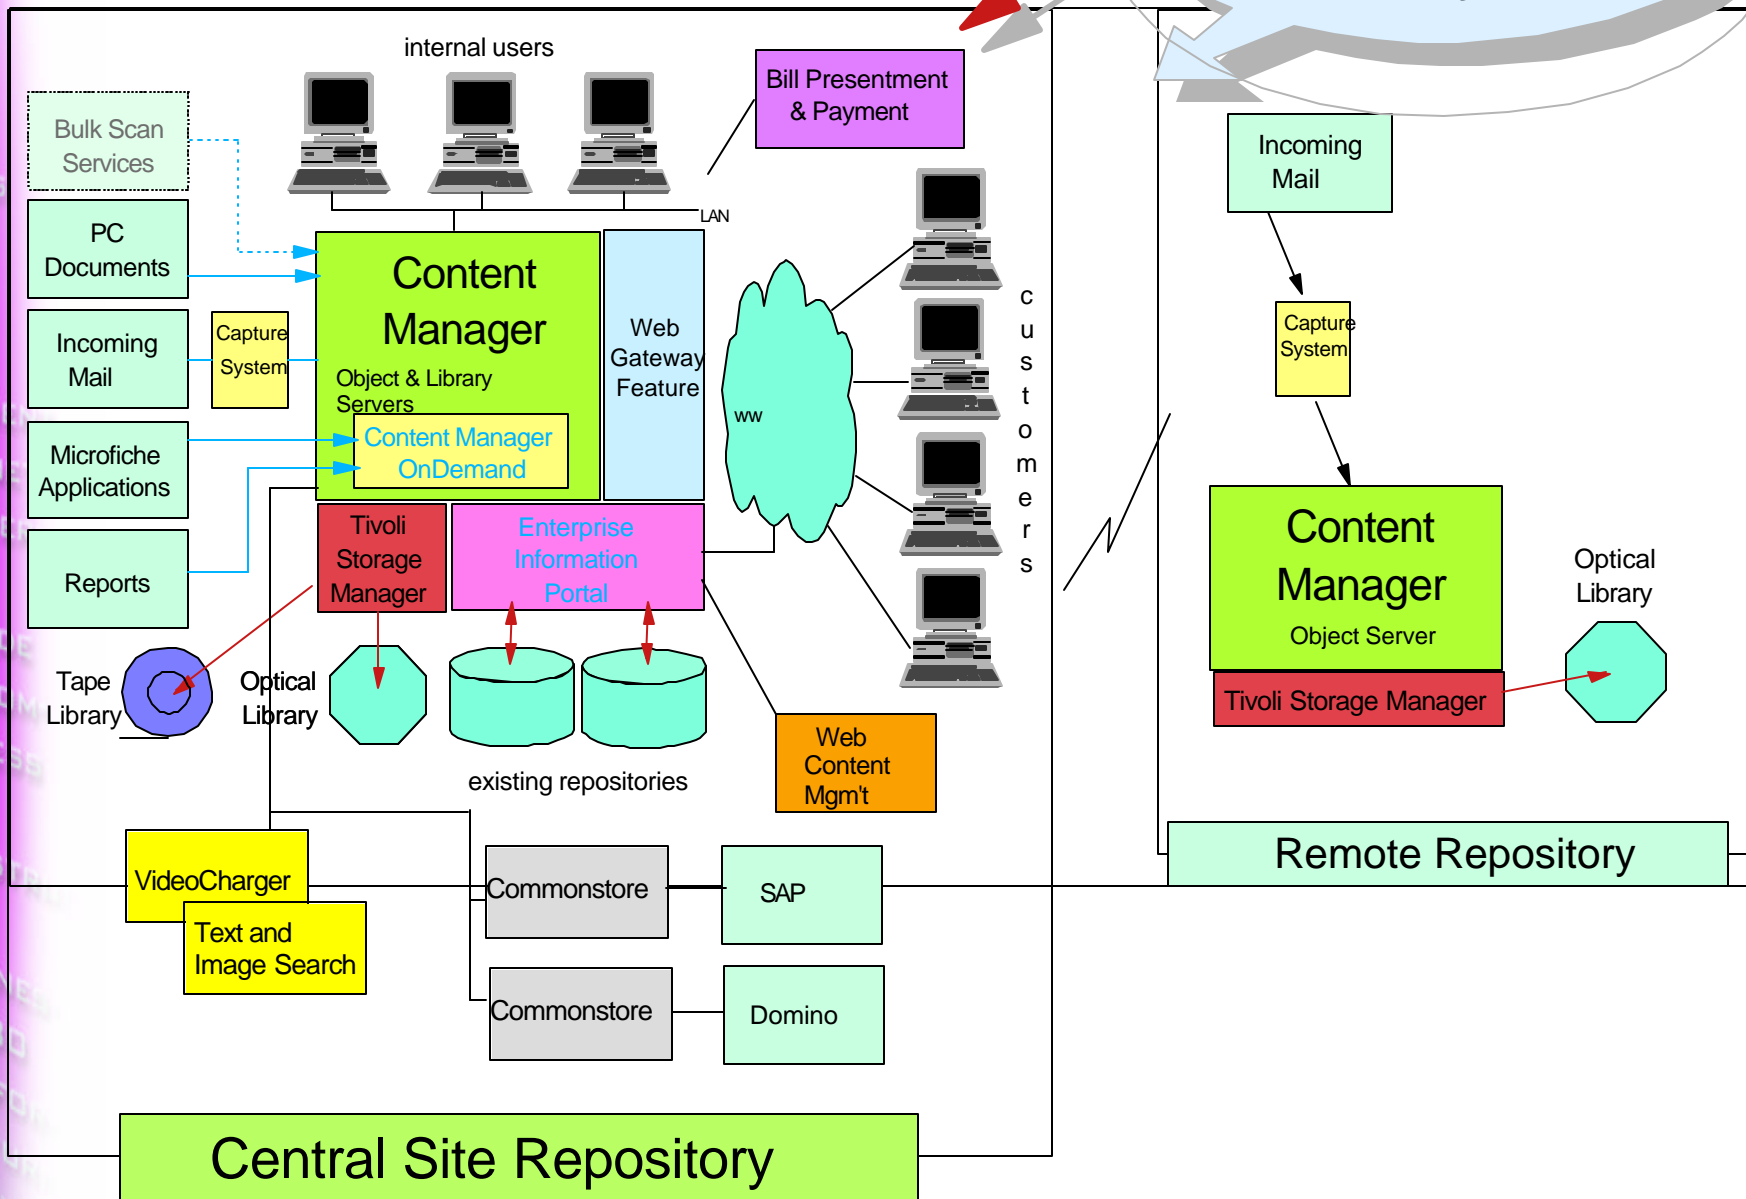 internal users
Bill Presentment
& Payment
Bulk Scan
Services
Incoming
Mail
PC
Documents
LAN
Content
Manager
Object & Library
Servers
Content Manager
OnDemand
Web
Gateway
Feature
ww
customers
Incoming
Mail
Capture
System
Capture
System
Microfiche
Applications
Reports
Tivoli
Storage
Manager
Enterprise
Information
Portal
Content
Manager
Object Server
Tivoli Storage Manager
Optical
Library
Tape
Library
Optical
Library
existing repositories
Web
Content
Mgm't
Remote Repository
VideoCharger
Text and
Image Search
Commonstore
SAP
Commonstore
Domino
Central Site Repository